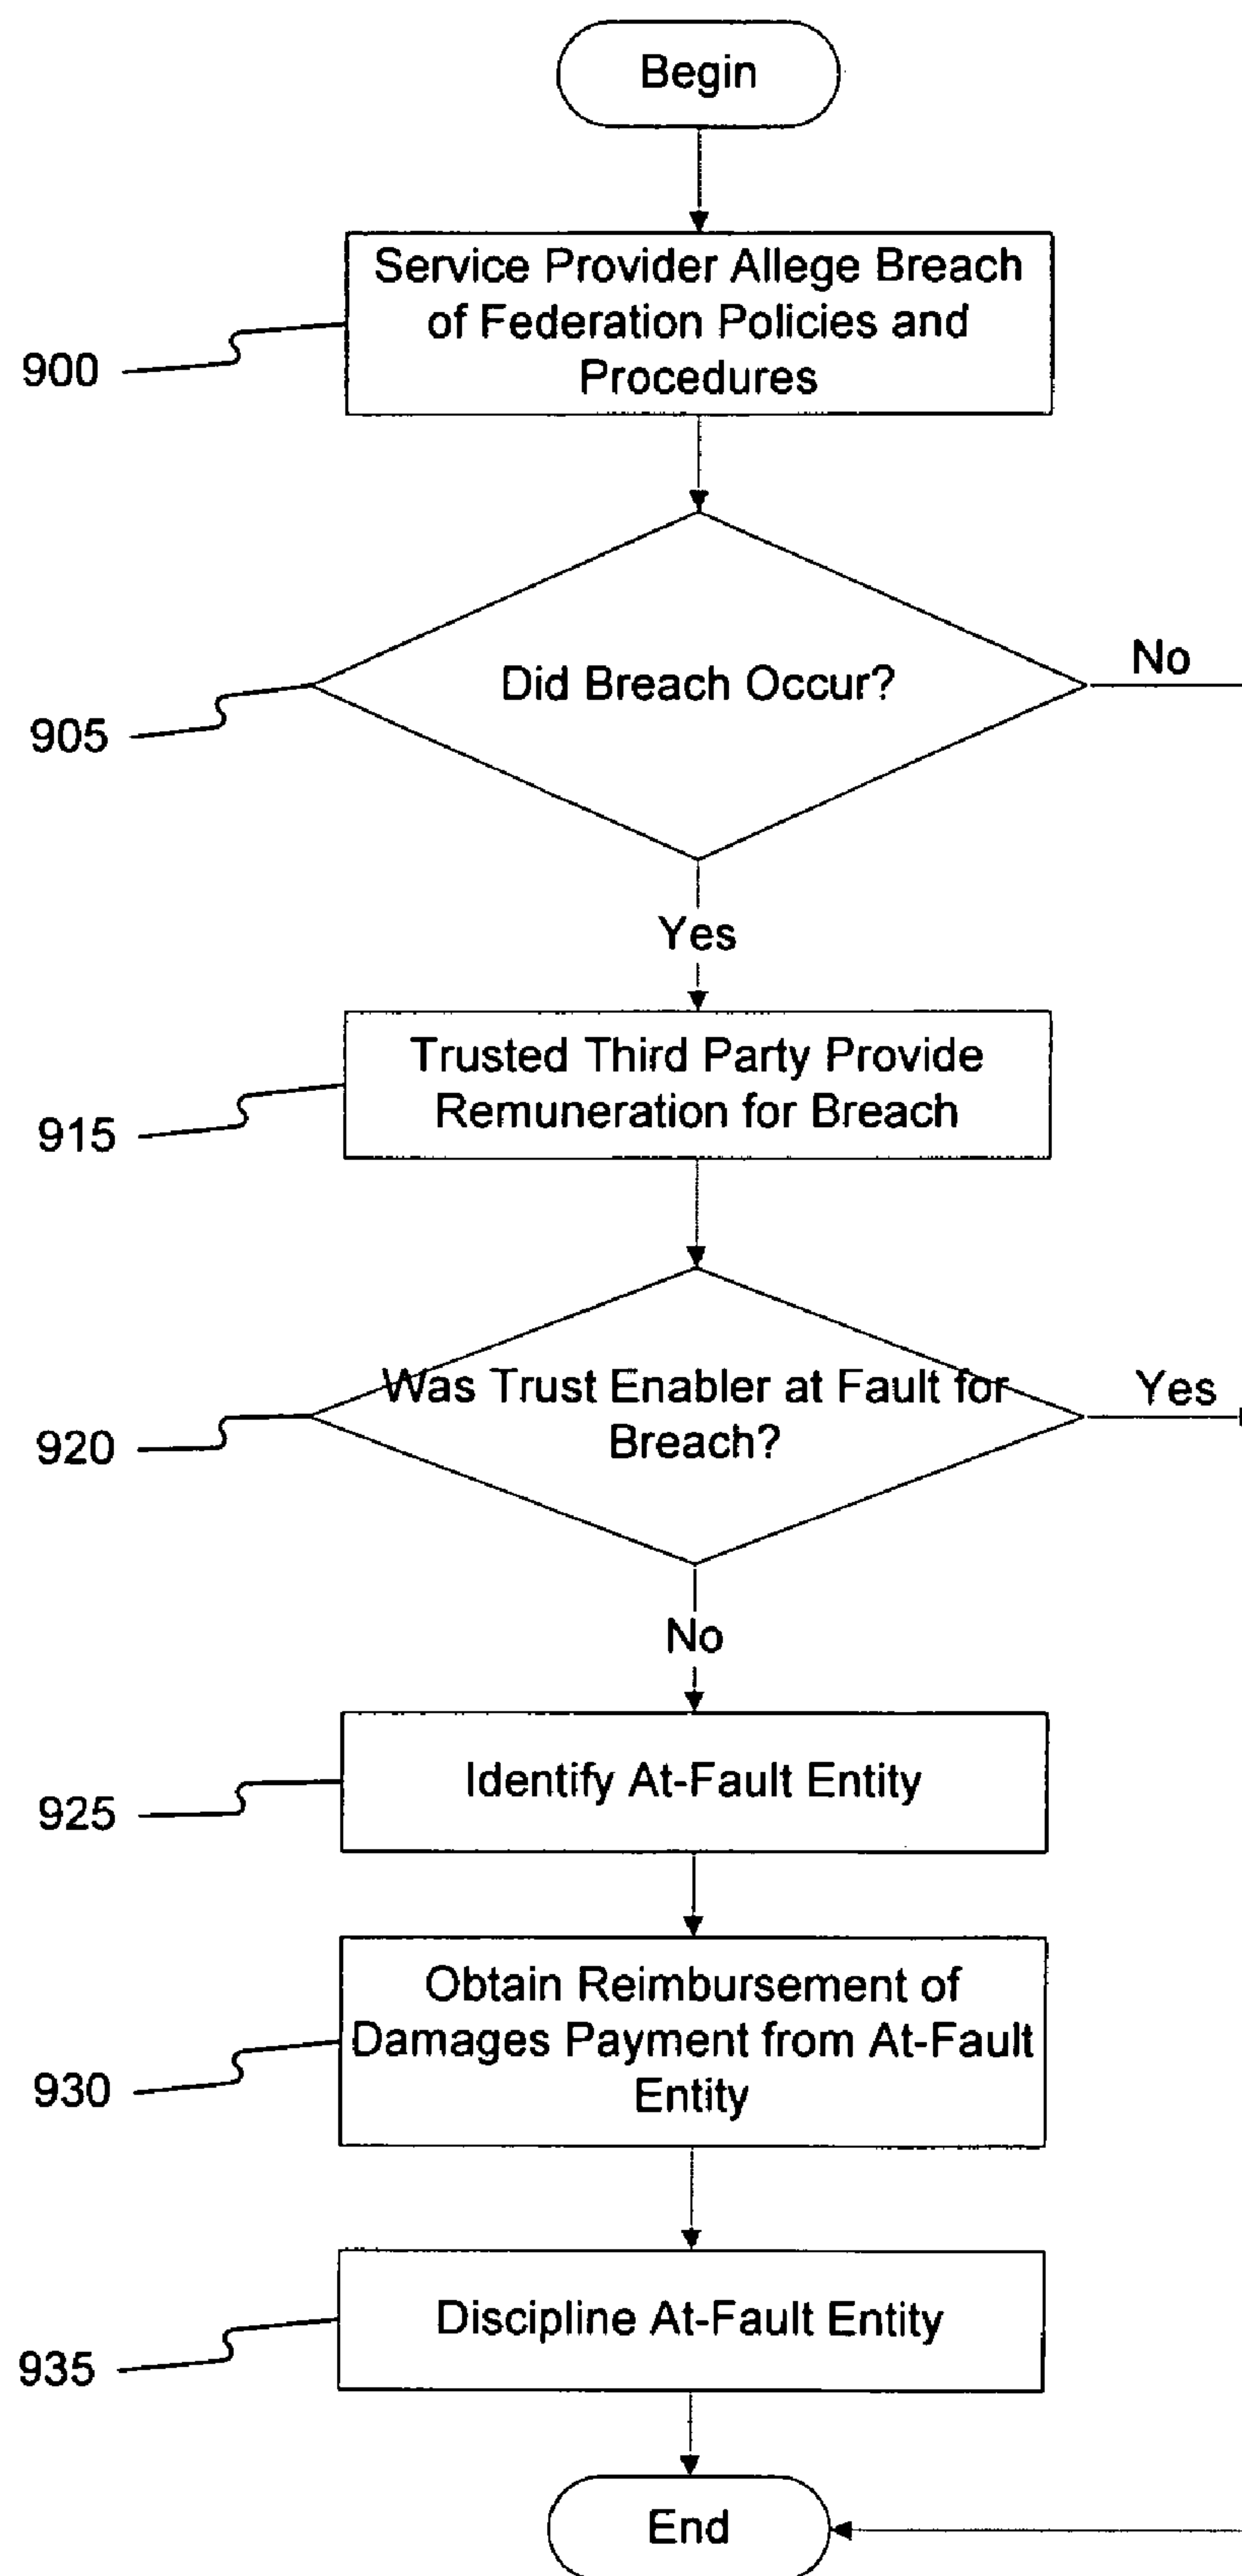 Begin
Service Provider Allege Breach
of Federation Policies and
Procedures
900
Did Breach Occur?
No
905
Yes
Trusted Third Party Provide
Remuneration for Breach
915
Was Trust Enabler at Fault for
Breach?
Yes
920
No
Identify At-Fault Entity
925
Obtain Reimbursement of
Damages Payment from At-Fault
Entity
930
Discipline At-Fault Entity
935
End